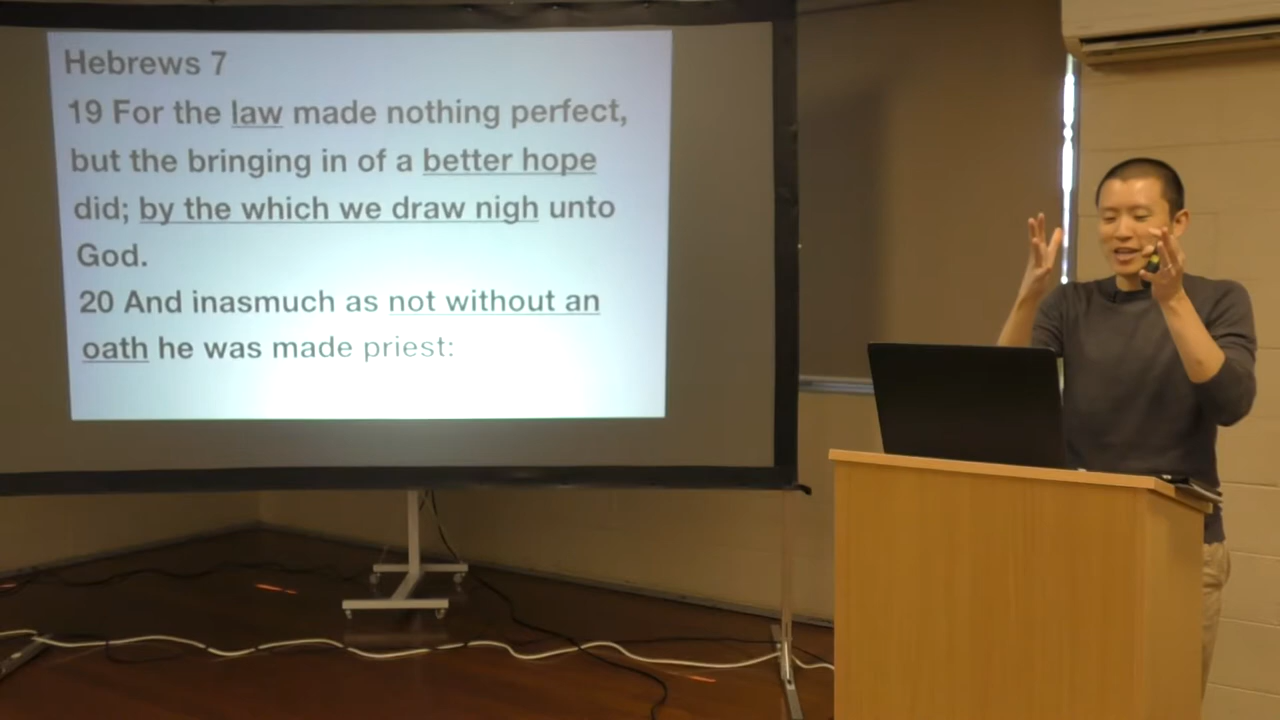 Hebrews 7
19 For the law made nothing perfect,
but the bringing in of a better hope
did; by the which we draw nigh unto
God.
20 And inasmuch as not without an
oath he was made priest: